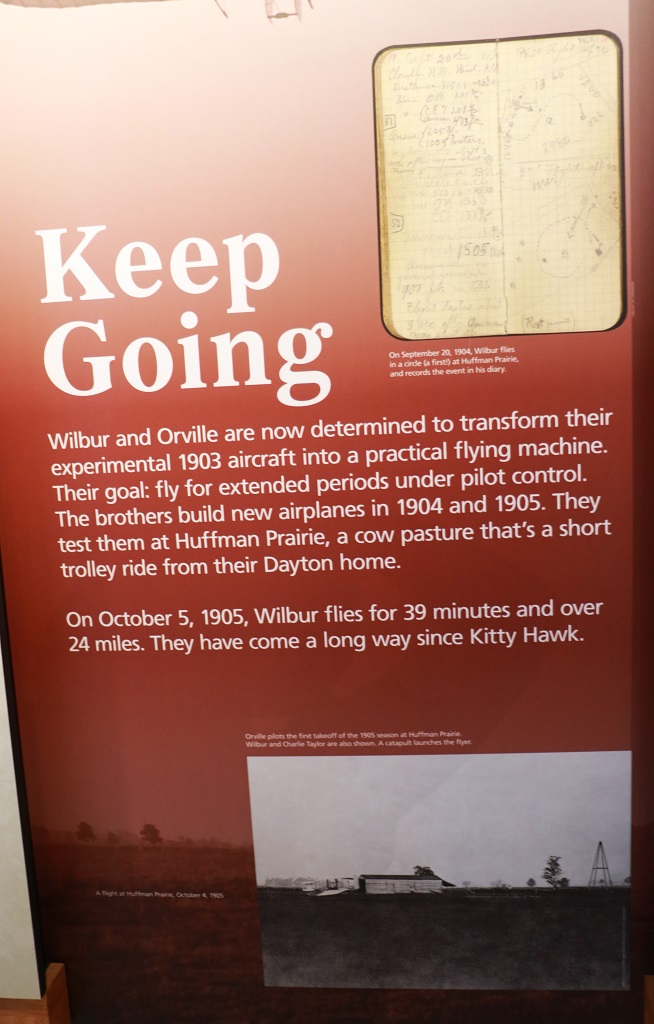 Keep
Going
On September 20, 1904, Wilbur flies
in a circle (a first!) at Huffman Prairie,
and records the event in his diary.
Wilbur and Orville are now determined to transform their
experimental 1903 aircraft into a practical flying machine.
Their goal: fly for extended periods under pilot control.
The brothers build new airplanes in 1904 and 1905. They
test them at Huffman Prairie, a cow pasture that's a short
trolley ride from their Dayton home.
On October 5, 1905, Wilbur flies for 39 minutes and over
24 miles. They have come a long way since Kitty Hawk.
Orville pilots the first takeoff of the 1905 season at Huffman Prairie.
Wilbur and Charlie Taylor are also shown. A catapult launches the flyer.
A flight at Huffman Prairie, October 4, 1905